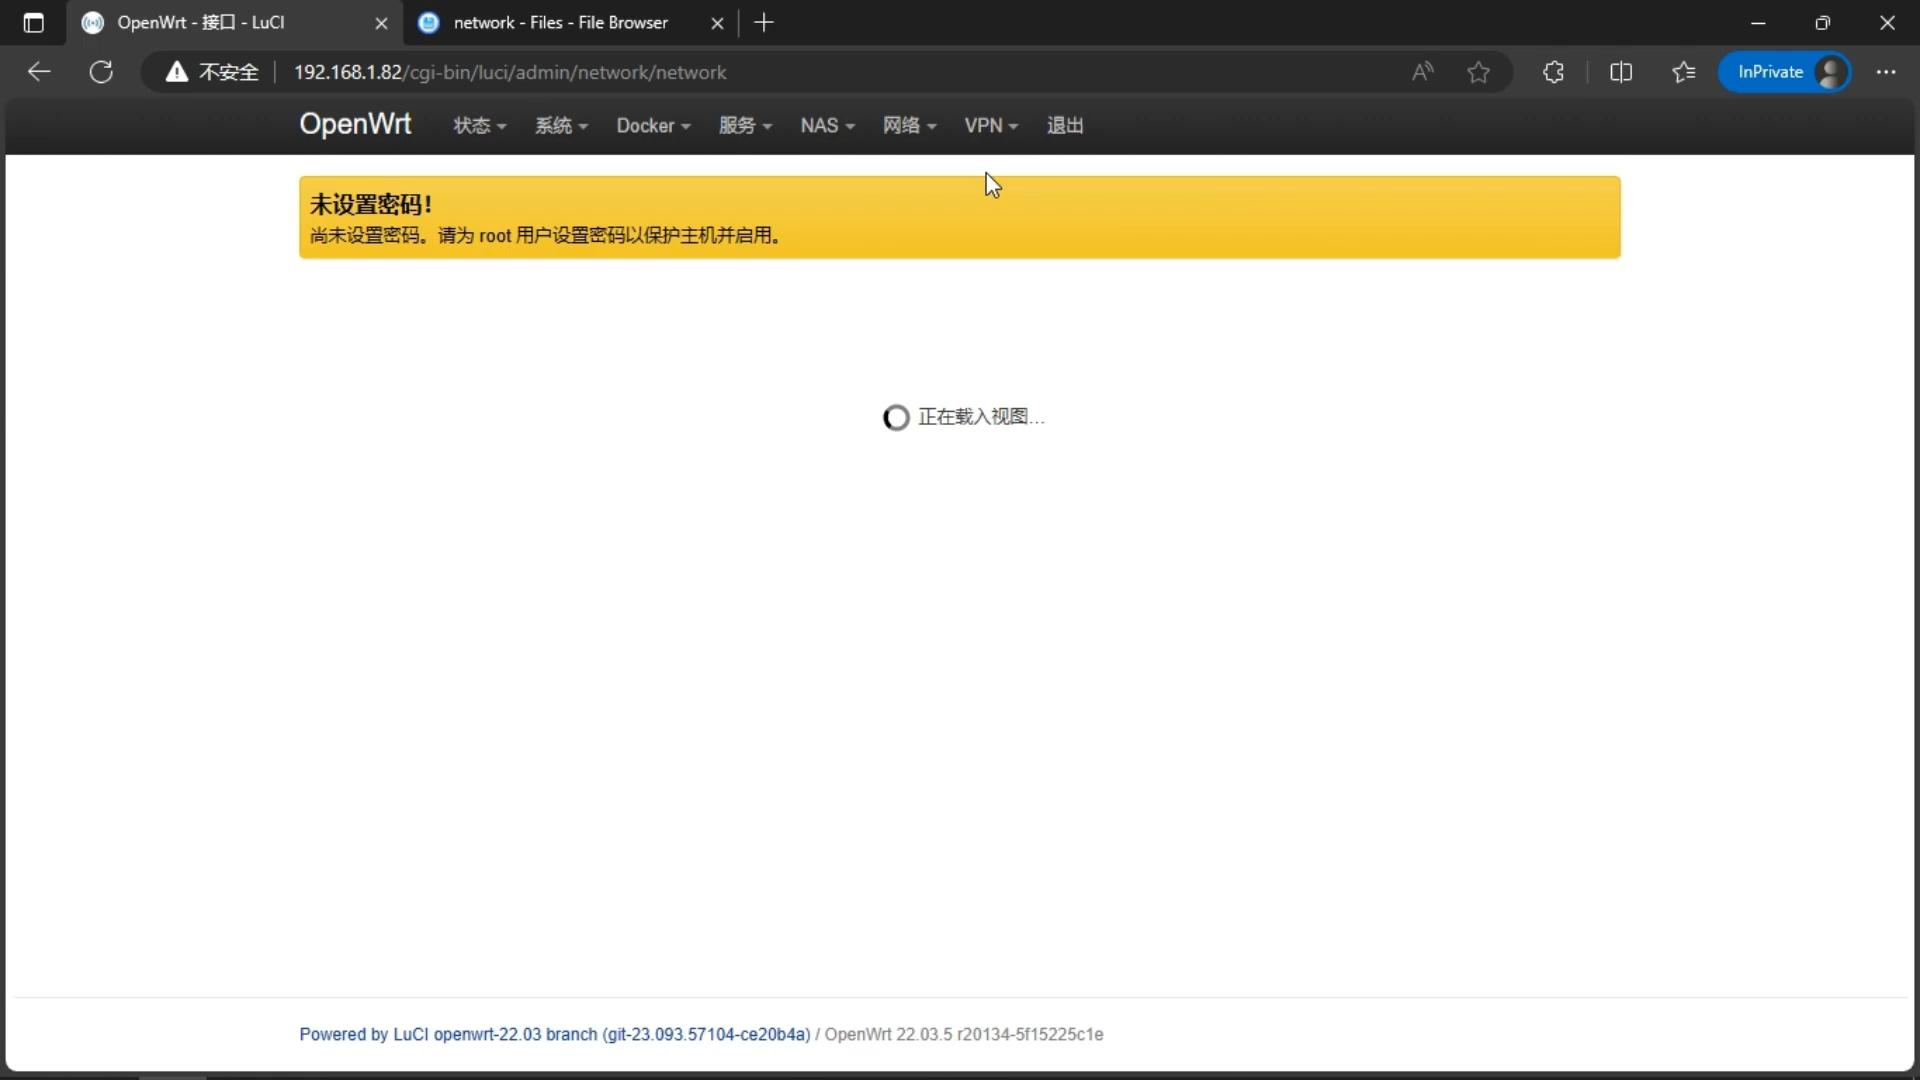 OpenWrt - 接口 - LuCI
network - Files - File Browser
不安全 192.168.1.82/cgi-bin/luci/admin/network/network
InPrivate
OpenWrt 状态 系统 Docker 服务 NAS 网络 VPN 退出
未设置密码！
尚未设置密码。请为 root 用户设置密码以保护主机并启用。
正在载入视图...
Powered by LuCI openwrt-22.03 branch (git-23.093.57104-ce20b4a) / OpenWrt 22.03.5 r20134-5f15225c1e